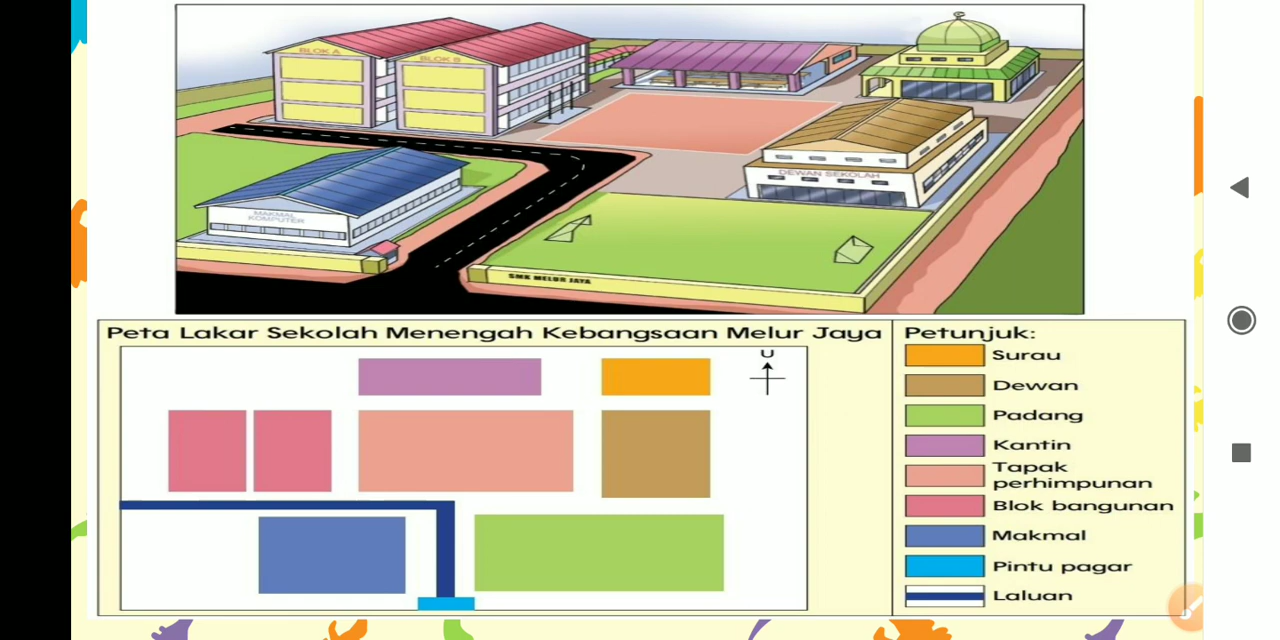 BLOK A
BLOK B
DEWAN SEKOLAH
MAKMAL
KOMPUTER
SMK MELUR JAYA
Peta Lakar Sekolah Menengah Kebangsaan Melur Jaya
U
Petunjuk:
Surau
Dewan
Padang
Kantin
Tapak
perhimpunan
Blok bangunan
Makmal
Pintu pagar
Laluan